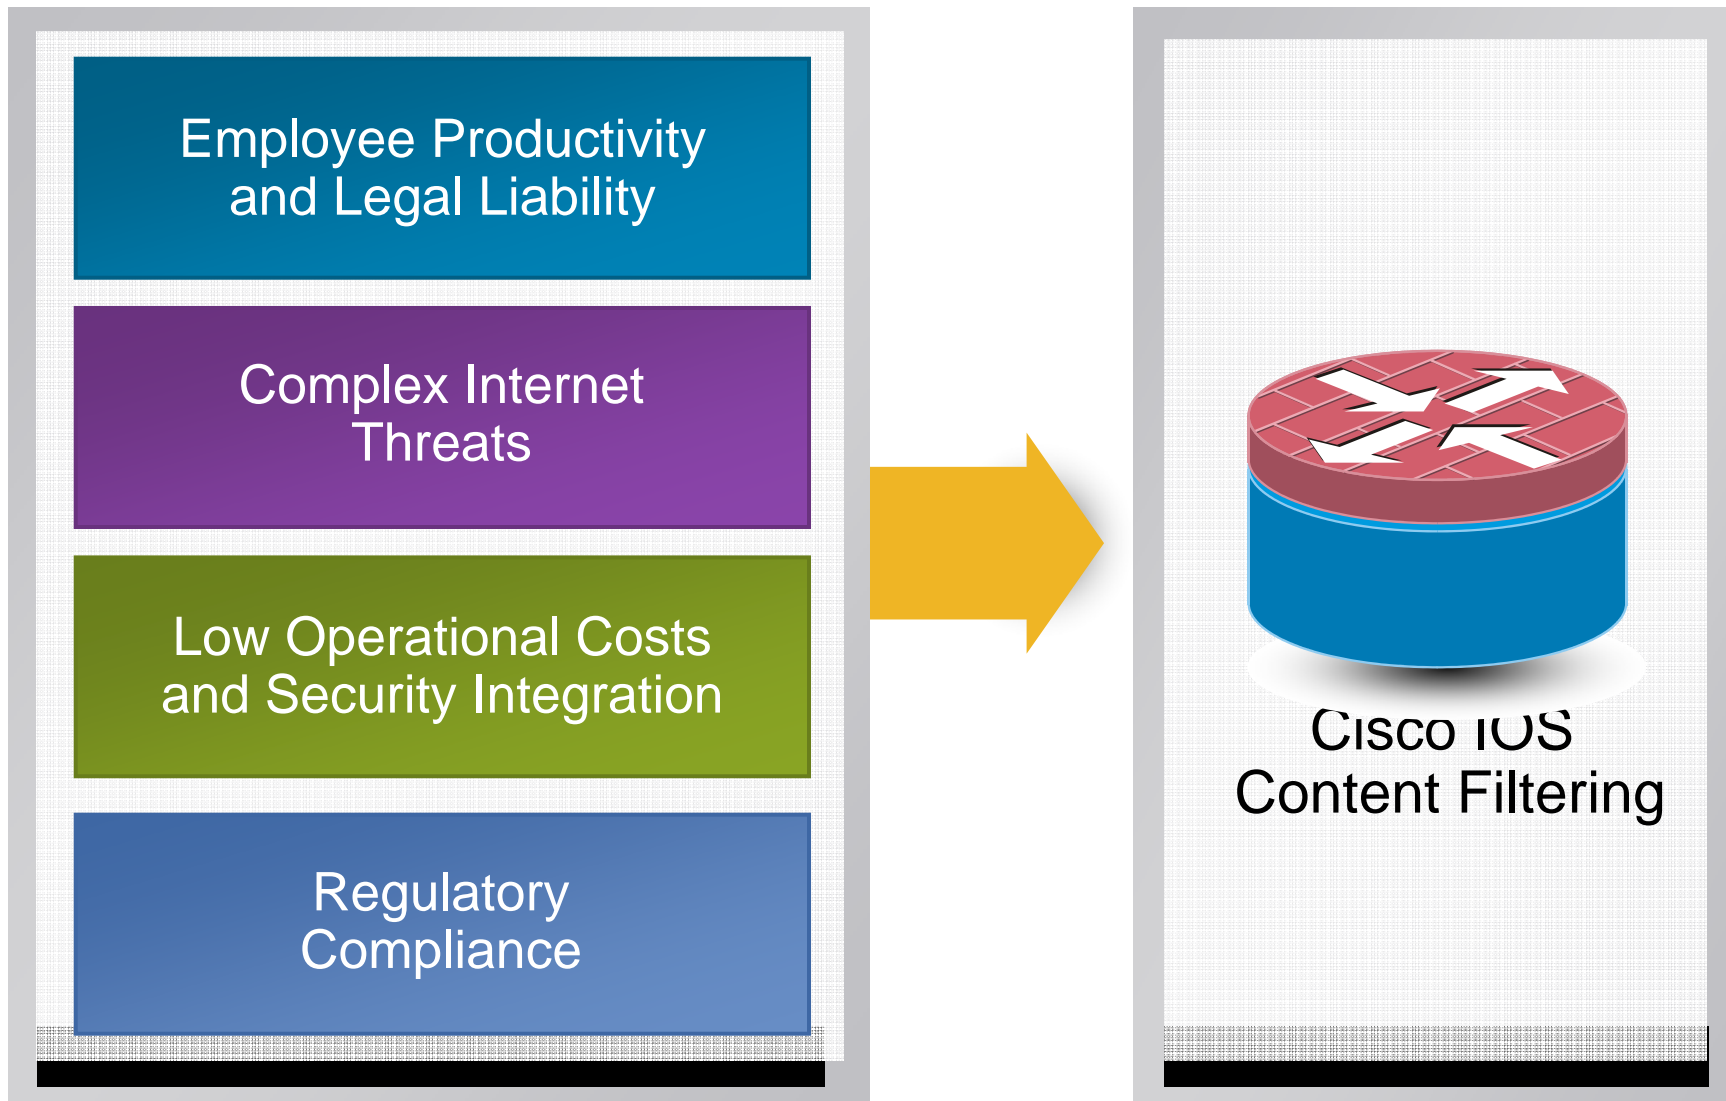 Employee Productivity
and Legal Liability
Complex Internet
Threats
Low Operational Costs
and Security Integration
Regulatory
Compliance
Cisco IOS
Content Filtering